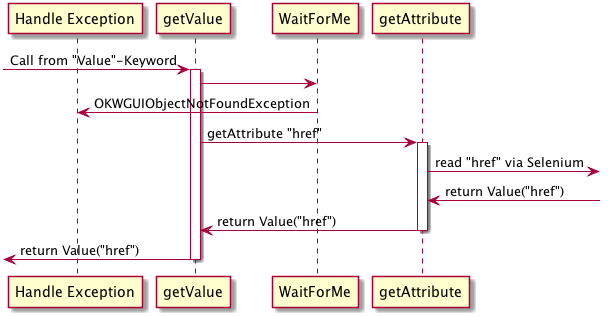 Handle Exception
getValue
WaitForMe
getAttribute
Call from "Value"-Keyword
OKWGUIObjectNotFoundException
getAttribute "href"
read "href" via Selenium
return Value("href")
return Value("href")
return Value("href")
Handle Exception
getValue
WaitForMe
getAttribute